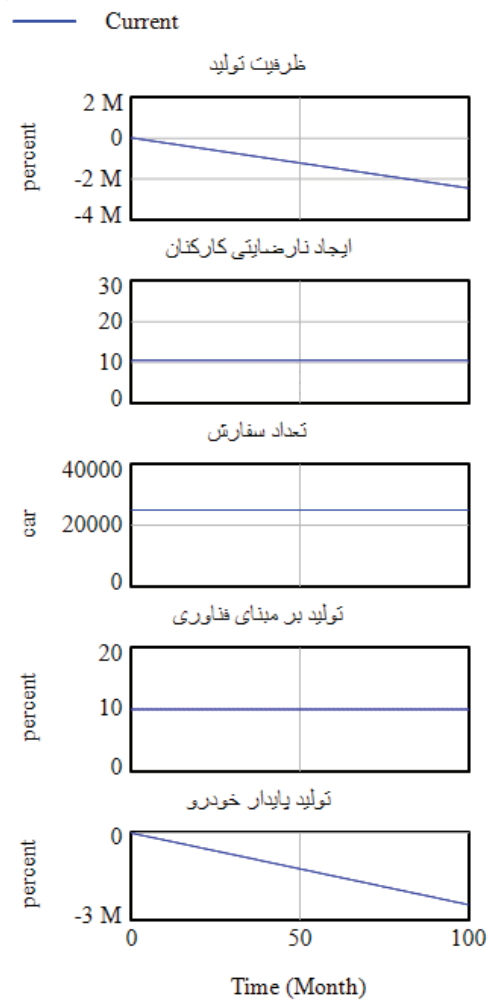 Current
ظرفیت تولید
2 M
0
-2 M
-4 M
percent
ایجاد نارضایتی کارکنان
30
20
10
0
تعداد سفارش
40000
20000
0
car
تولید بر مبنای فناوری
20
10
0
percent
تولید پایدار خودرو
0
-3 M
percent
0 50 100
Time (Month)